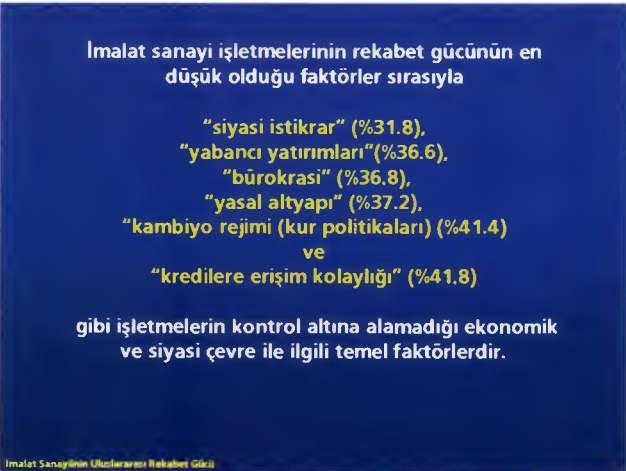 İmalat sanayi işletmelerinin rekabet gücünün en
düşük olduğu faktörler sırasıyla
"siyasi istikrar" (%31.8),
"yabancı yatırımları"(%36.6),
"bürokrasi" (%36.8),
"yasal altyapı" (%37.2),
"kambiyo rejimi (kur politikaları) (%41.4)
ve
"kredilere erişim kolaylığı" (%41.8)
gibi işletmelerin kontrol altına alamadığı ekonomik
ve siyasi çevre ile ilgili temel faktörlerdir.
İmalat Sanayiinin Uluslararası Rekabet Gücü